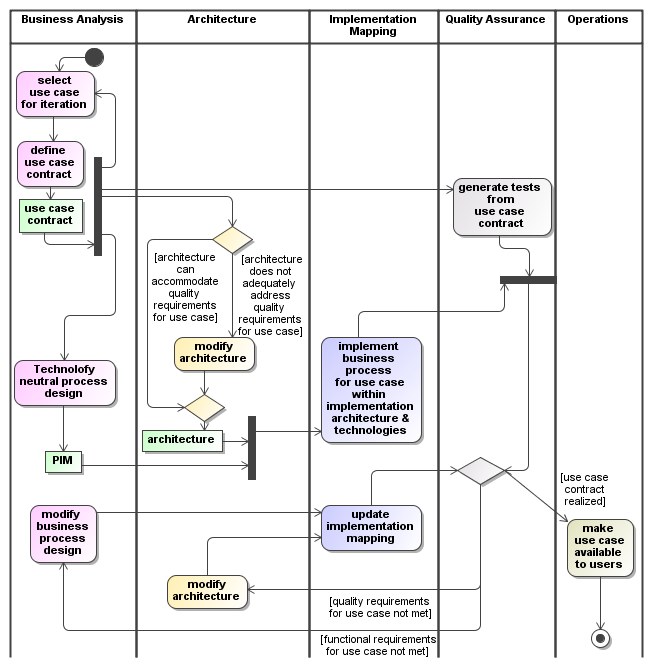 Business Analysis
Architecture
Implementation
Mapping
Quality Assurance
Operations
select
use case
for iteration
define
use case
contract
use case
contract
generate tests
from
use case
contract
[architecture
can
accommodate
quality
requirements
for use case]
[architecture
does not
adequately
address
quality
requirements
for use case]
modify
architecture
implement
business
process
for use case
within
implementation
architecture &
technologies
Technolofy
neutral process
design
architecture
PIM
[use case
contract
realized]
modify
business
process
design
update
implementation
mapping
make
use case
available
to users
modify
architecture
[quality requirements
for use case not met]
[functional requirements
for use case not met]